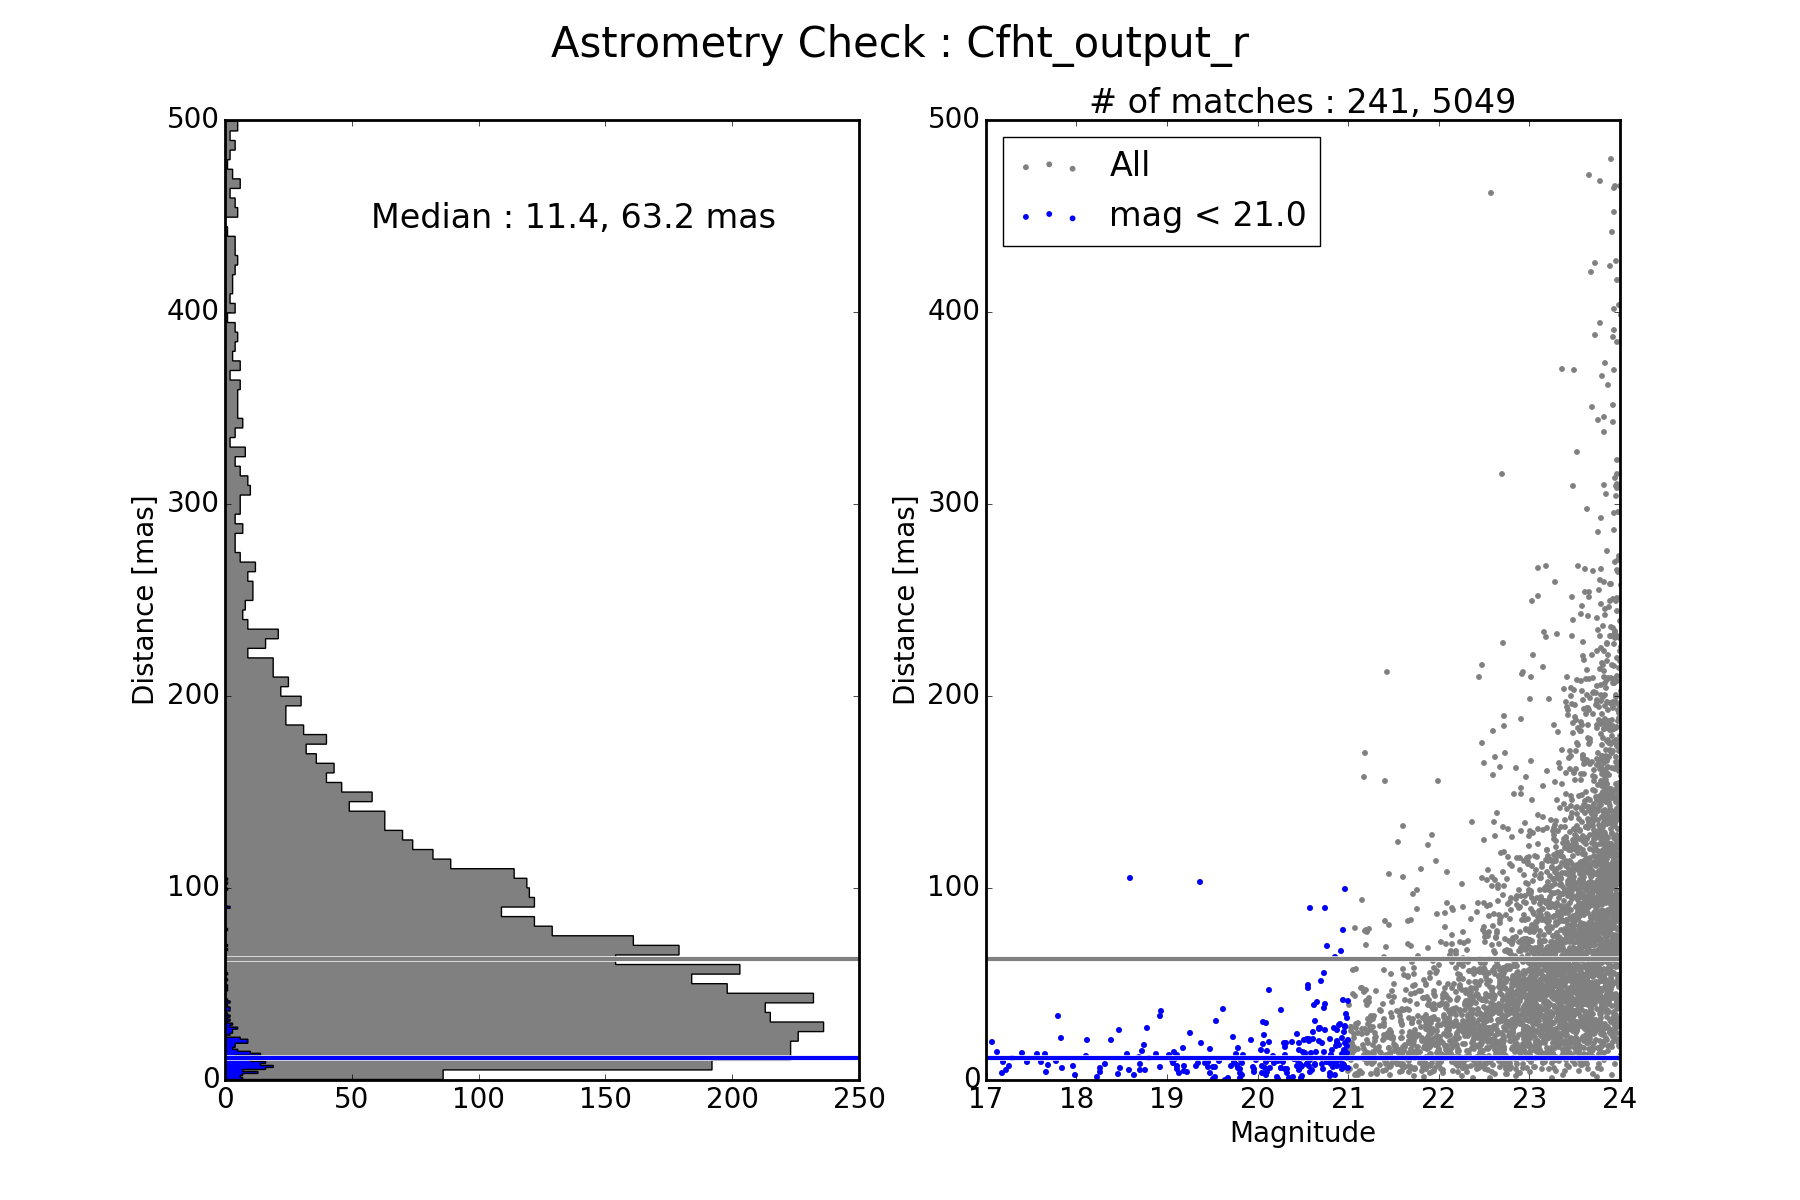 Astrometry Check : Cfht_output_r
# of matches : 241, 5049
500
400
300
200
100
0
Distance [mas]
Median : 11.4, 63.2 mas
0 50 100 150 200 250
500
400
300
200
100
0
Distance [mas]
All
mag < 21.0
17 18 19 20 21 22 23 24
Magnitude